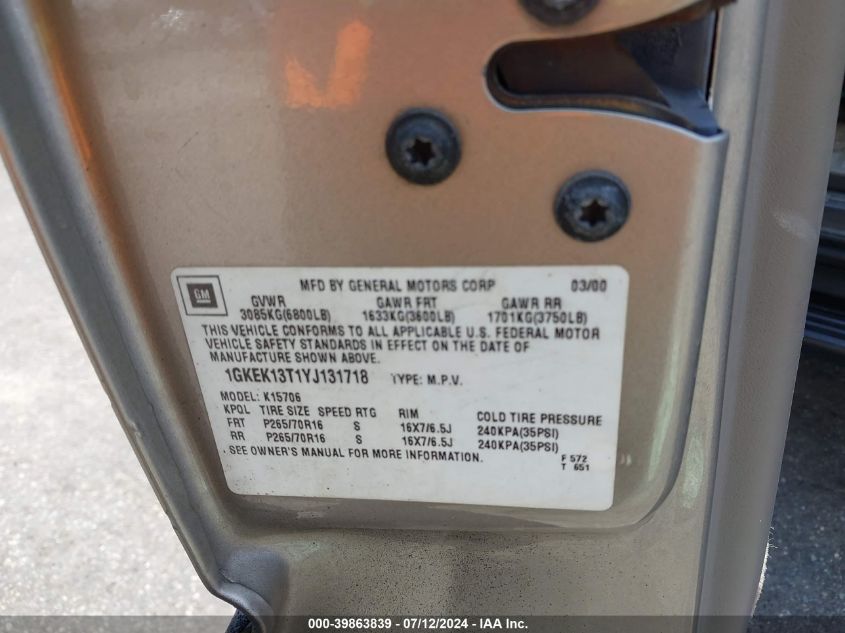 GM
MFD BY GENERAL MOTORS CORP 03/00
GVWR GAWR FRT GAWR RR
3085KG(6800LB) 1633KG(3600LB) 1701KG(3750LB)
THIS VEHICLE CONFORMS TO ALL APPLICABLE U.S. FEDERAL MOTOR
VEHICLE SAFETY STANDARDS IN EFFECT ON THE DATE OF
MANUFACTURE SHOWN ABOVE.
1GKEK13T1YJ131718 TYPE: M.P.V.
MODEL: K15706
KPQL TIRE SIZE SPEED RTG RIM COLD TIRE PRESSURE
FRT P265/70R16 S 16X7/6.5J 240KPA(35PSI)
RR P265/70R16 S 16X7/6.5J 240KPA(35PSI)
. SEE OWNER'S MANUAL FOR MORE INFORMATION.
F 572
T 651
000-39863839 - 07/12/2024 - IAA Inc.